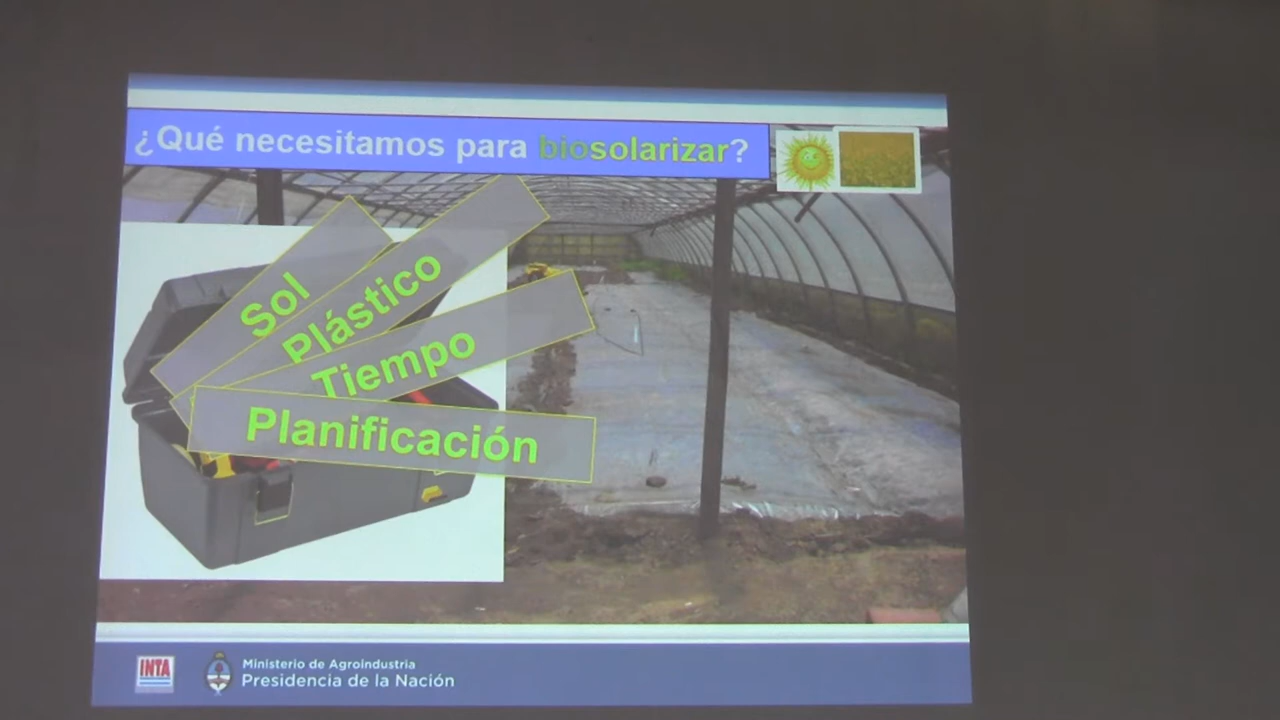 ¿Qué necesitamos para biosolarizar?
Sol
Plástico
Tiempo
Planificación
INTA
Ministerio de Agroindustria
Presidencia de la Nación